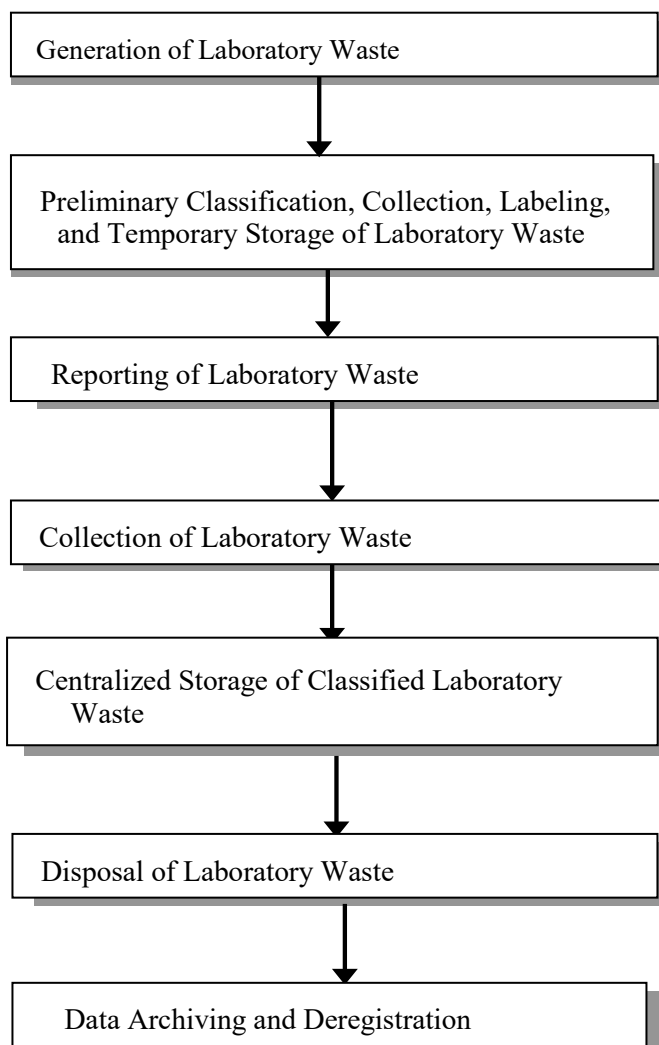 Generation of Laboratory Waste
Preliminary Classification, Collection, Labeling,
and Temporary Storage of Laboratory Waste
Reporting of Laboratory Waste
Collection of Laboratory Waste
Centralized Storage of Classified Laboratory
Waste
Disposal of Laboratory Waste
Data Archiving and Deregistration